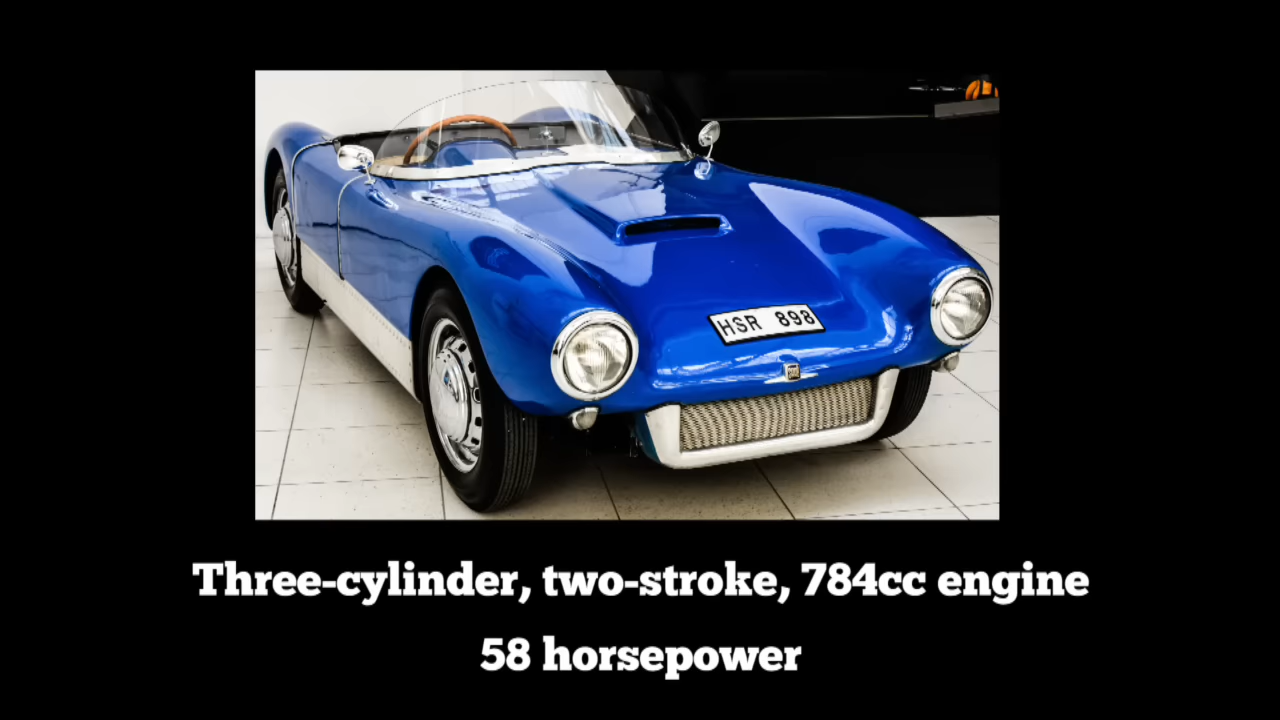 HSR 898
Three-cylinder, two-stroke, 784cc engine
58 horsepower